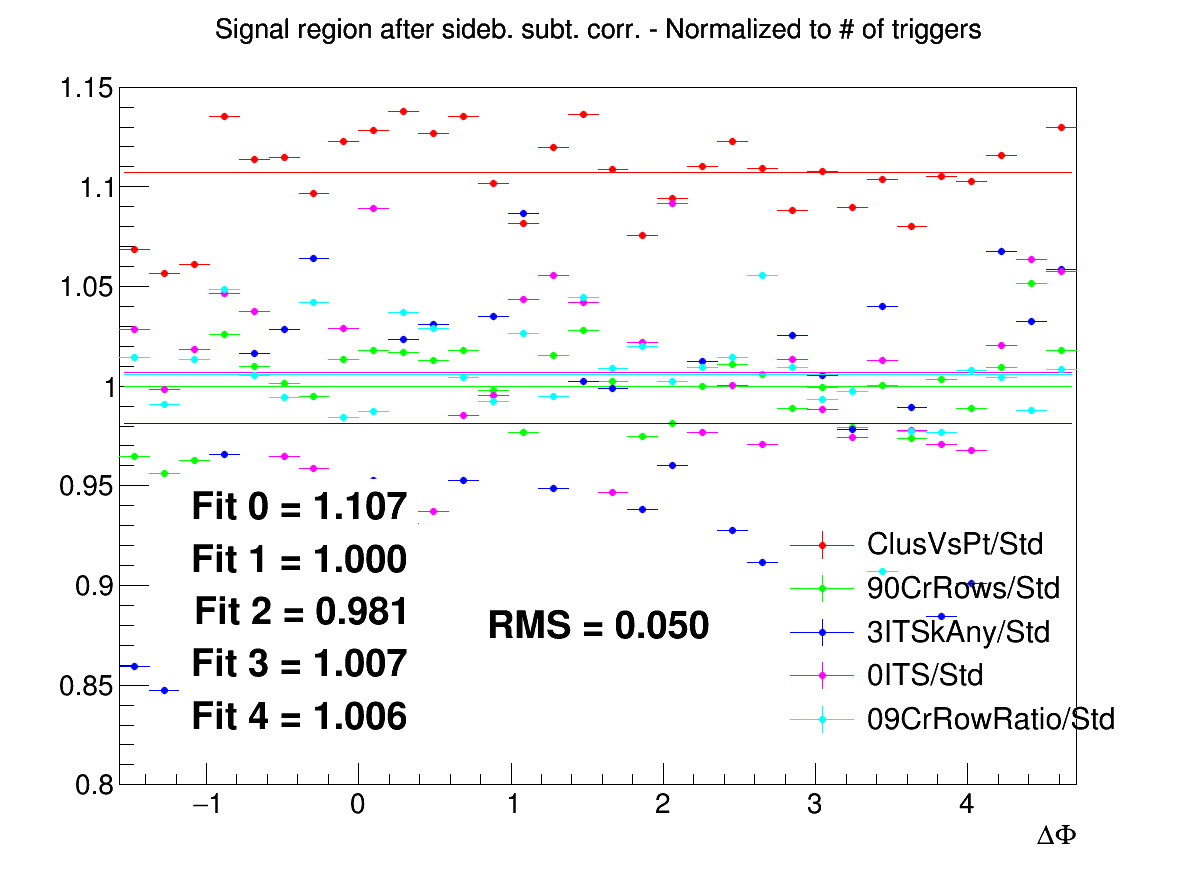 Signal region after sideb. subt. corr. - Normalized to # of triggers
1.15
1.1
1.05
1
0.95
0.9
0.85
0.8
Fit 0 = 1.107
Fit 1 = 1.000
Fit 2 = 0.981
Fit 3 = 1.007
Fit 4 = 1.006
RMS = 0.050
ClusVsPt/Std
90CrRows/Std
3ITSkAny/Std
0ITS/Std
09CrRowRatio/Std
−1 0 1 2 3 4
ΔΦ